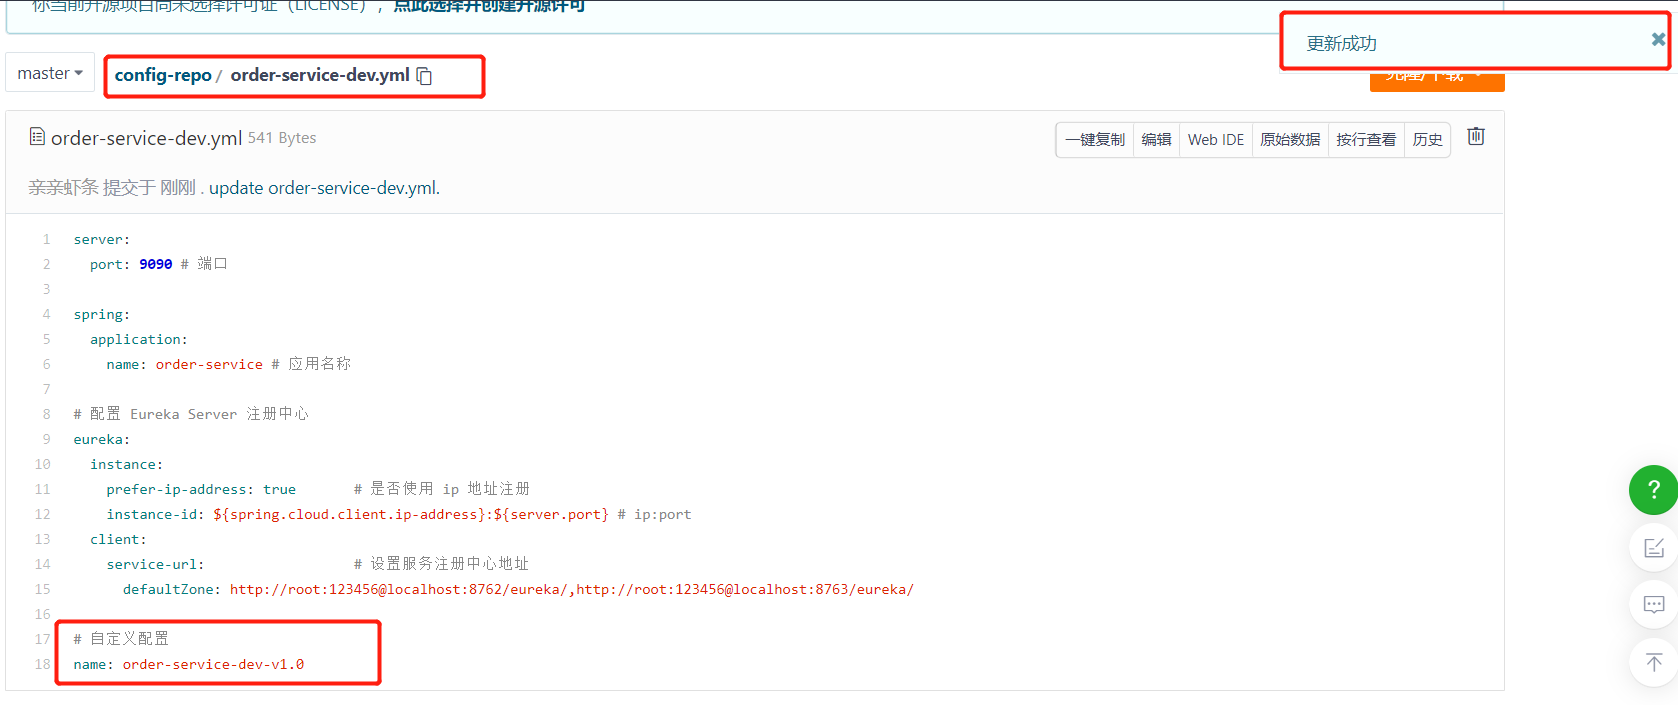 你当前开源项目尚未选择许可证（LICENSE），点此选择并创建开源许可
更新成功
master
config-repo / order-service-dev.yml
克隆/下载
order-service-dev.yml 541 Bytes
一键复制 编辑 Web IDE 原始数据 按行查看 历史
亲亲虾条 提交于 刚刚 . update order-service-dev.yml.
1 server:
2 port: 9090 # 端口
3
4 spring:
5 application:
6 name: order-service # 应用名称
7
8 # 配置 Eureka Server 注册中心
9 eureka:
10 instance:
11 prefer-ip-address: true # 是否使用 ip 地址注册
12 instance-id: ${spring.cloud.client.ip-address}:${server.port} # ip:port
13 client:
14 service-url: # 设置服务注册中心地址
15 defaultZone: http://root:123456@localhost:8762/eureka/,http://root:123456@localhost:8763/eureka/
16
17 # 自定义配置
18 name: order-service-dev-v1.0
?